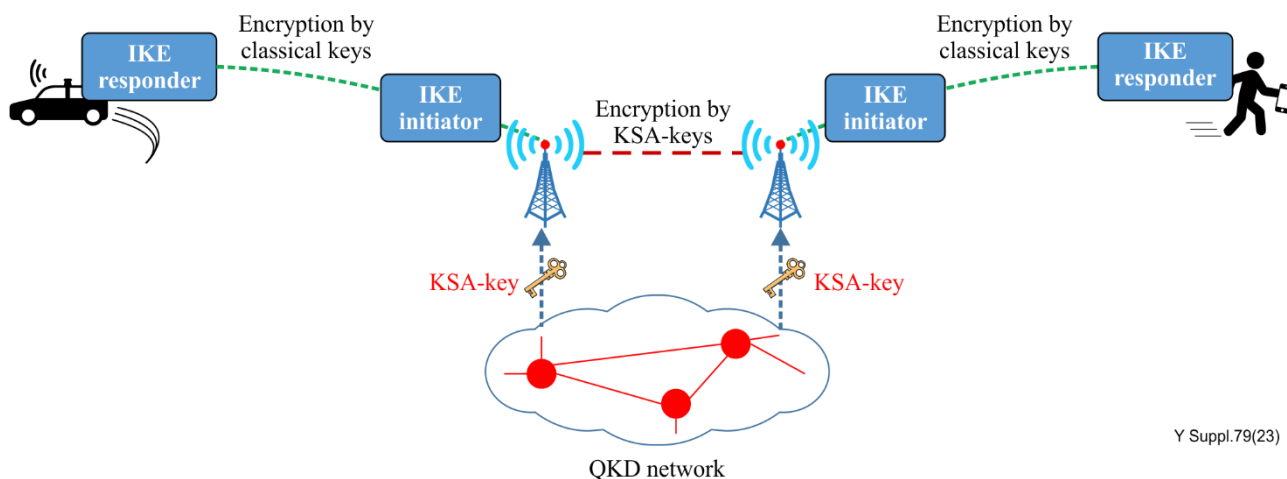 Encryption by
classical keys
Encryption by
classical keys
IKE
responder
IKE
responder
IKE
initiator
IKE
initiator
Encryption by
KSA-keys
KSA-key
KSA-key
Y Suppl.79(23)
QKD network